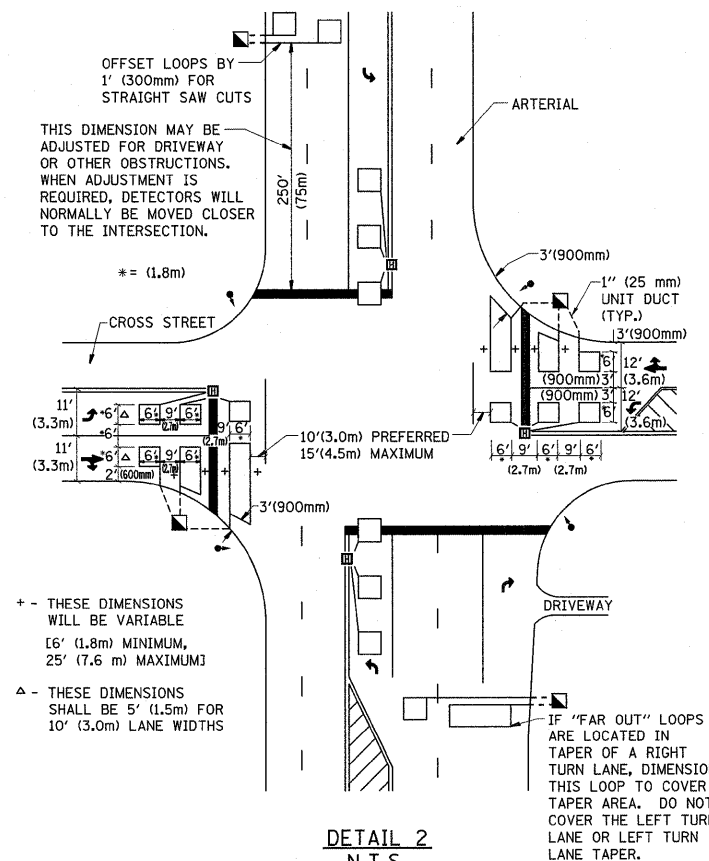 OFFSET LOOPS BY
1' (300mm) FOR
STRAIGHT SAW CUTS
ARTERIAL
THIS DIMENSION MAY BE
ADJUSTED FOR DRIVEWAY
OR OTHER OBSTRUCTIONS.
WHEN ADJUSTMENT IS
REQUIRED, DETECTORS WILL
NORMALLY BE MOVED CLOSER
TO THE INTERSECTION.
250'
(75m)
* = (1.8m)
3'(900mm)
1" (25 mm)
UNIT DUCT
(TYP.)
CROSS STREET
3'(900mm)
6'
12'
(3.6m)
(900mm) 3'
(900mm) 3'
12'
(3.6m)
6'
11'
(3.3m)
*6'
△
6' 9' 6'
(2.7m)
*6'
9' 6'
(2.7m)
11'
(3.3m)
*6'
△
6' 9' 6'
(2.7m)
2' (600mm)
10'(3.0m) PREFERRED
15'(4.5m) MAXIMUM
6' 9' 6' 9' 6'
* * *
(2.7m) (2.7m)
3'(900mm)
+ - THESE DIMENSIONS
WILL BE VARIABLE
[6' (1.8m) MINIMUM,
25' (7.6 m) MAXIMUM]
△ - THESE DIMENSIONS
SHALL BE 5' (1.5m) FOR
10' (3.0m) LANE WIDTHS
DRIVEWAY
IF "FAR OUT" LOOPS
ARE LOCATED IN
TAPER OF A RIGHT
TURN LANE, DIMENSIO
THIS LOOP TO COVER
TAPER AREA. DO NOT
COVER THE LEFT TUR
LANE OR LEFT TURN
LANE TAPER.
DETAIL 2
N.T.S.